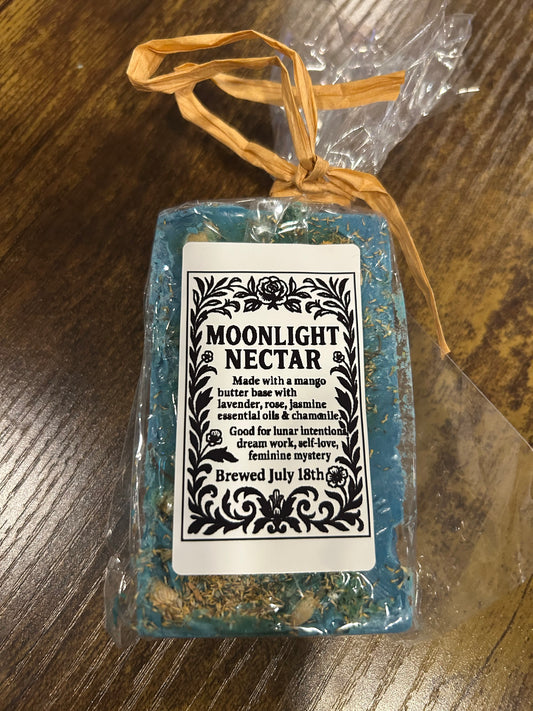 MOONLIGHT
NECTAR
Made with a mango
butter base with
lavender, rose, jasmine
essential oils & chamomile.
Good for lunar intention,
dream work, self-love,
feminine mystery
Brewed July 18th